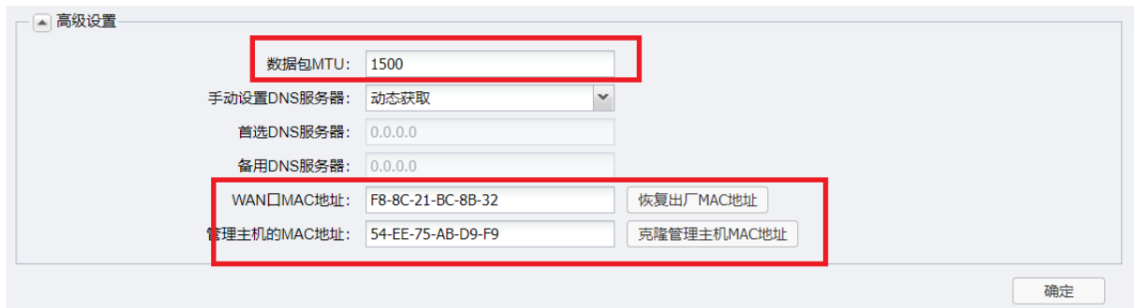 高级设置
数据包MTU: 1500
手动设置DNS服务器: 动态获取
首选DNS服务器: 0.0.0.0
备用DNS服务器: 0.0.0.0
WAN口MAC地址: F8-8C-21-BC-8B-32 恢复出厂MAC地址
管理主机的MAC地址: 54-EE-75-AB-D9-F9 克隆管理主机MAC地址
确定